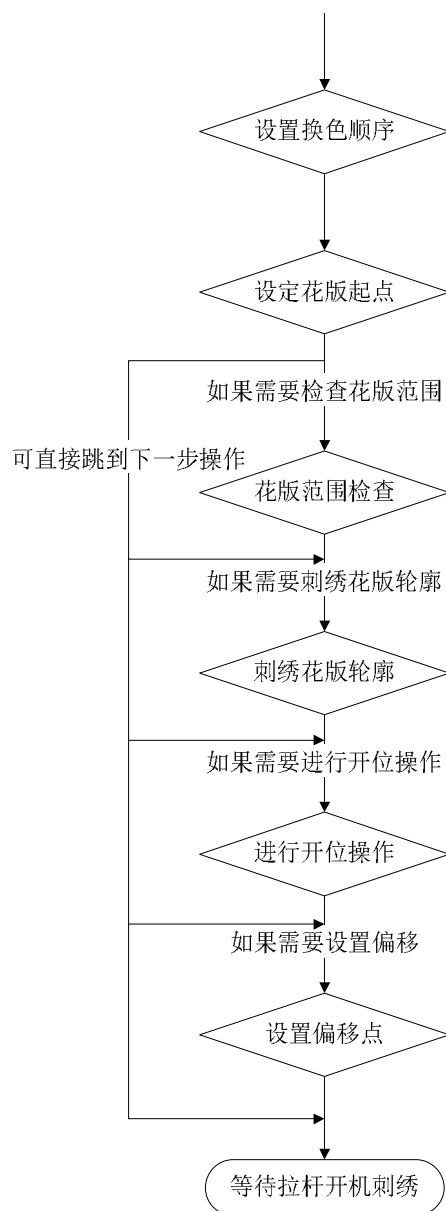 设置换色顺序
设定花版起点
如果需要检查花版范围
可直接跳到下一步操作
花版范围检查
如果需要刺绣花版轮廓
刺绣花版轮廓
如果需要进行开位操作
进行开位操作
如果需要设置偏移
设置偏移点
等待拉杆开机刺绣